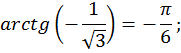 arctg(−1/√3) = −π/6;